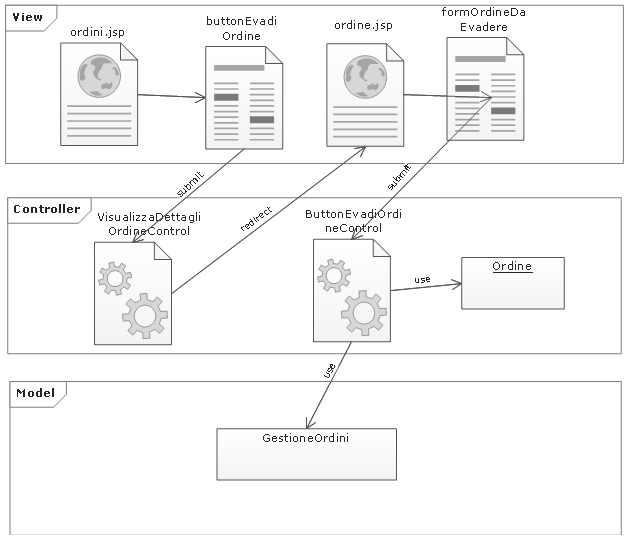 View
ordini.jsp
buttonEvadi
Ordine
ordine.jsp
formOrdineDa
Evadere
submit
redirect
submit
Controller
VisualizzaDettagli
OrdineControl
ButtonEvadiOrdi
neControl
use
Ordine
use
Model
GestioneOrdini